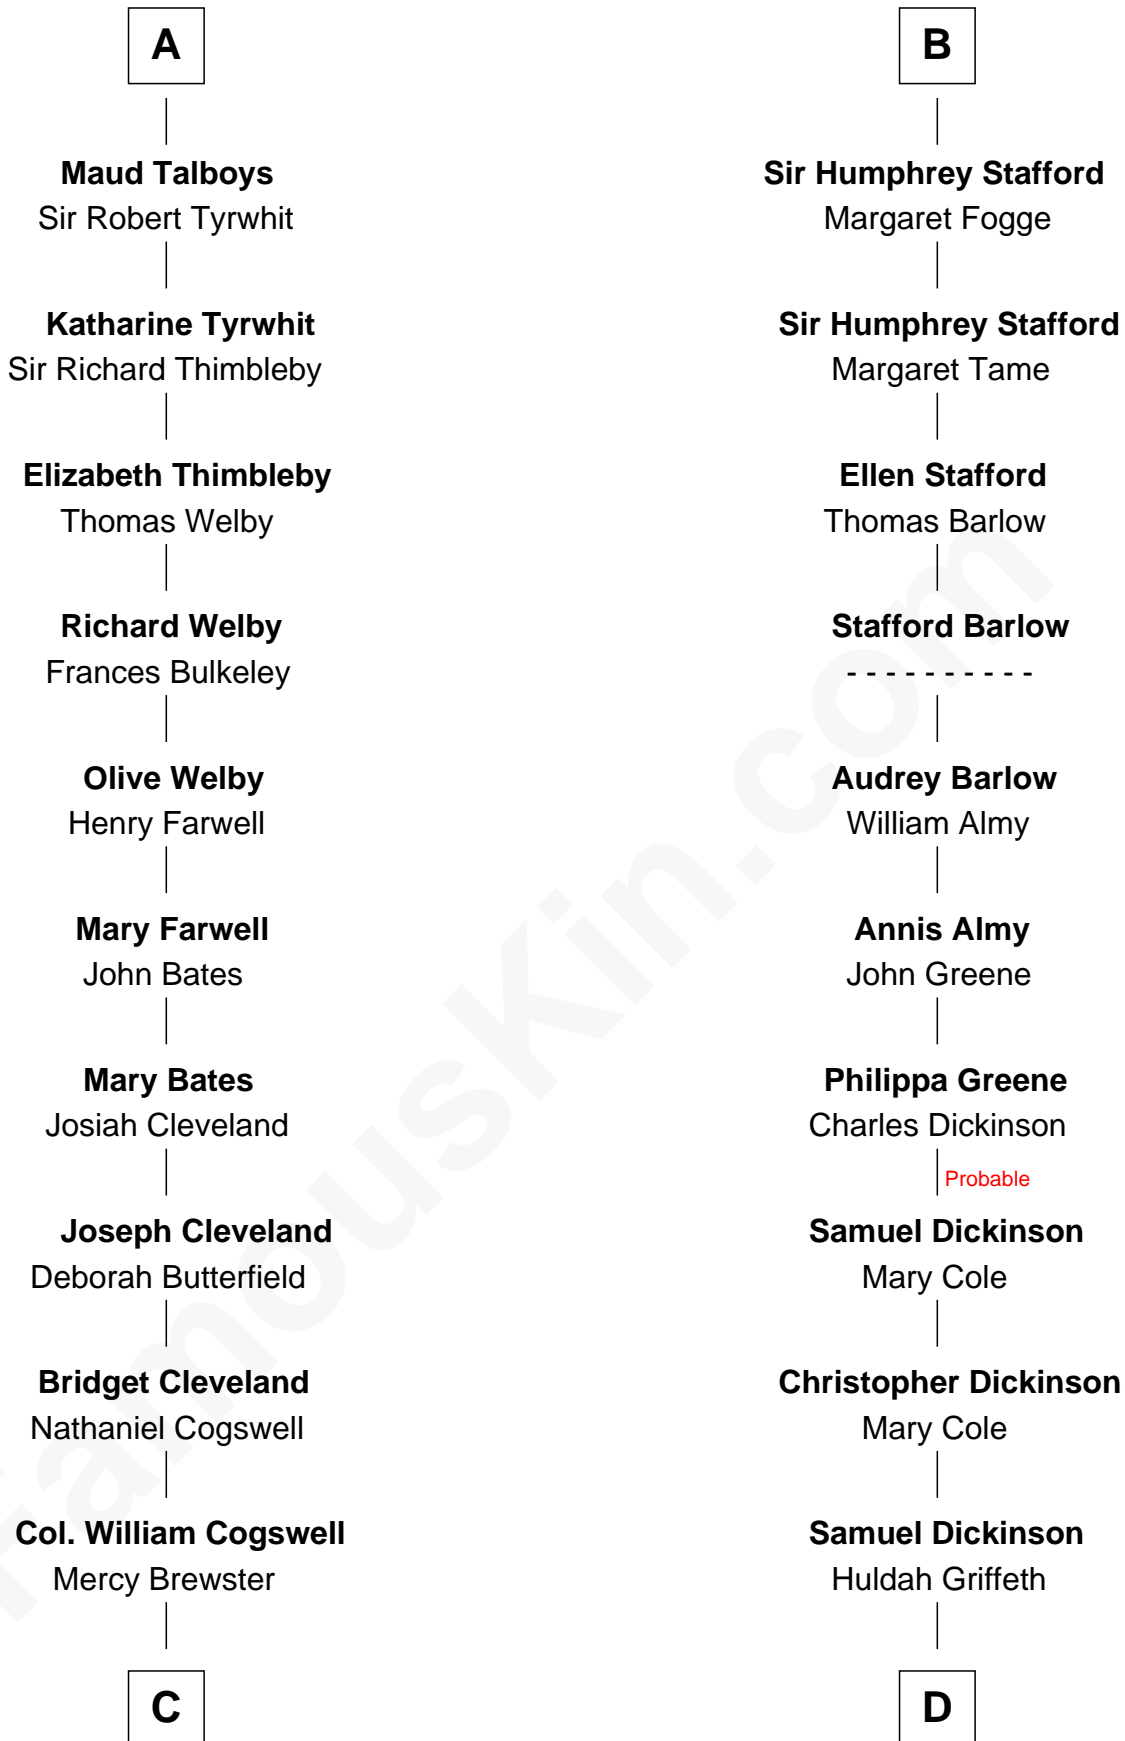 A
Maud Talboys
Sir Robert Tyrwhit
Katharine Tyrwhit
Sir Richard Thimbleby
Elizabeth Thimbleby
Thomas Welby
Richard Welby
Frances Bulkeley
Olive Welby
Henry Farwell
Mary Farwell
John Bates
Mary Bates
Josiah Cleveland
Joseph Cleveland
Deborah Butterfield
Bridget Cleveland
Nathaniel Cogswell
Col. William Cogswell
Mercy Brewster
C
B
Sir Humphrey Stafford
Margaret Fogge
Sir Humphrey Stafford
Margaret Tame
Ellen Stafford
Thomas Barlow
Stafford Barlow
- - - - - - - - - -
Audrey Barlow
William Almy
Annis Almy
John Greene
Philippa Greene
Charles Dickinson
Probable
Samuel Dickinson
Mary Cole
Christopher Dickinson
Mary Cole
Samuel Dickinson
Huldah Griffeth
D
FamousKin.com